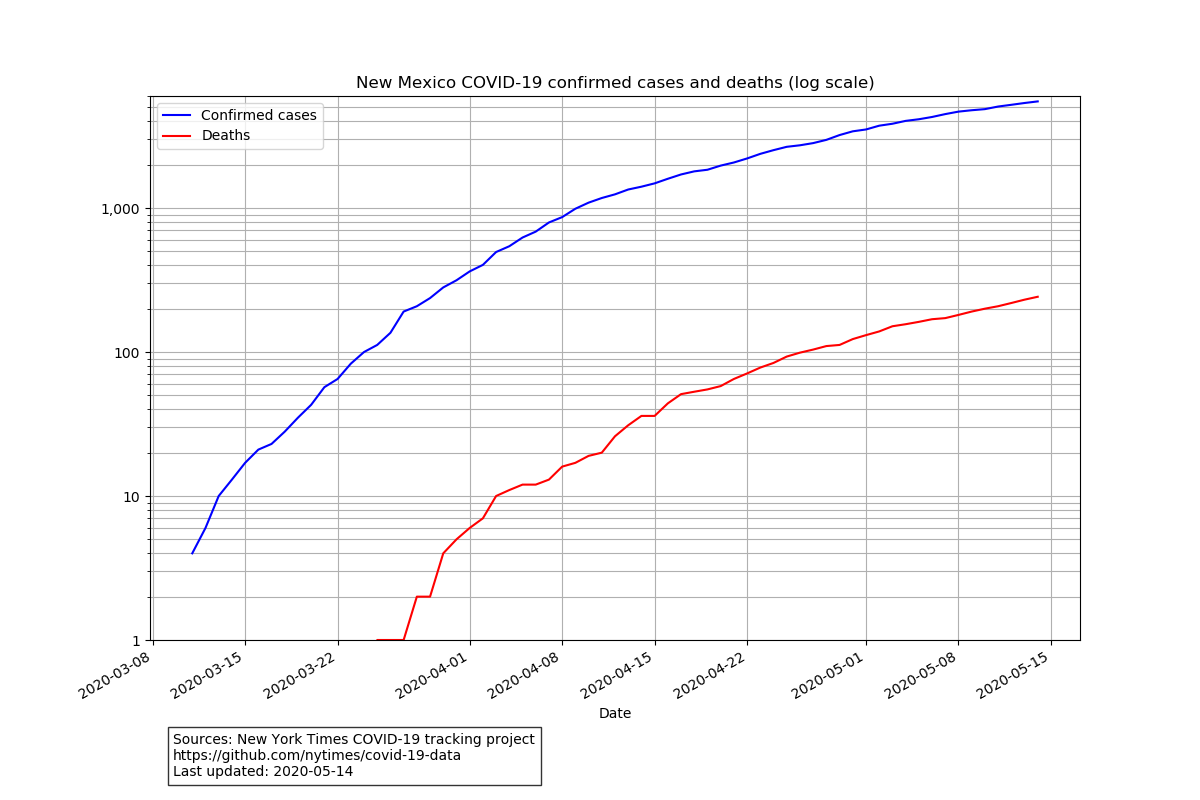 New Mexico COVID-19 confirmed cases and deaths (log scale)
Confirmed cases
Deaths
1,000
100
10
1
2020-03-08
2020-03-15
2020-03-22
2020-04-01
2020-04-08
2020-04-15
2020-04-22
2020-05-01
2020-05-08
2020-05-15
Date
Sources: New York Times COVID-19 tracking project
https://github.com/nytimes/covid-19-data
Last updated: 2020-05-14